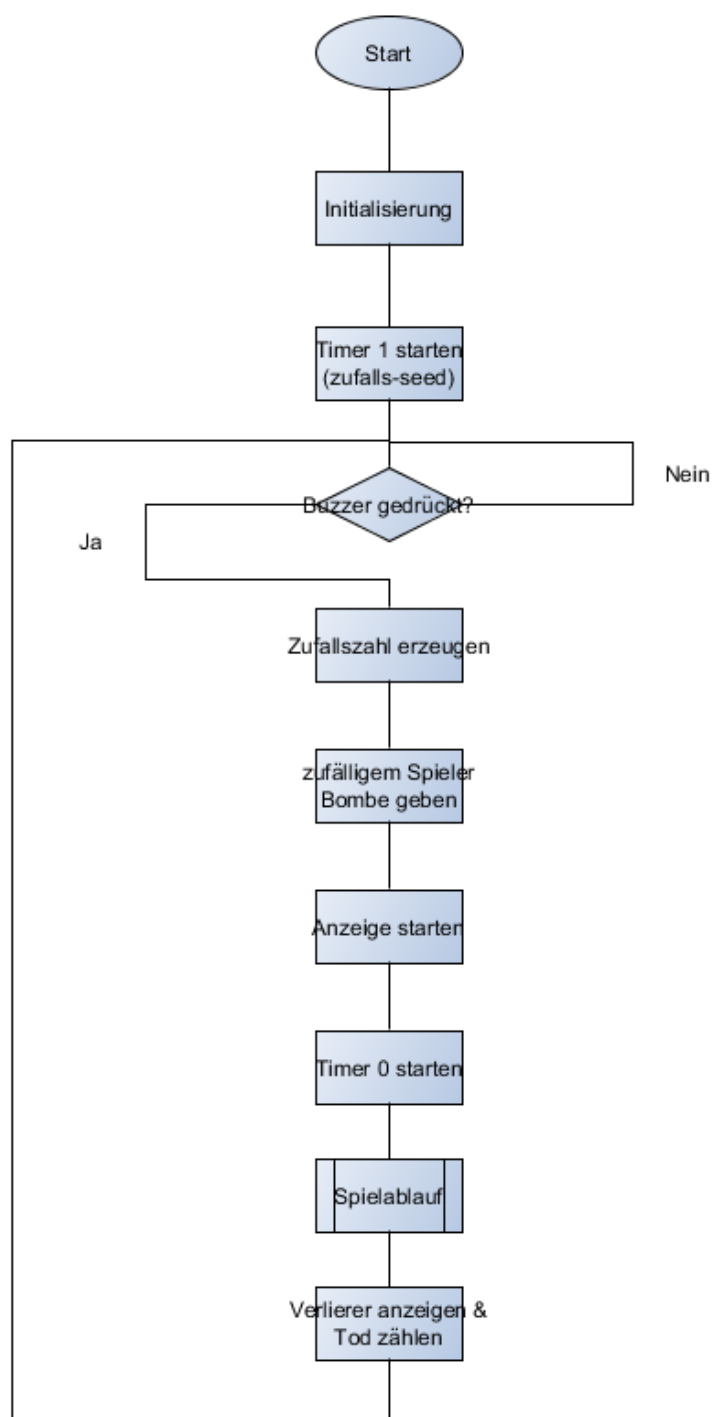 Start
Initialisierung
Timer 1 starten
(zufalls-seed)
Nein
Buzzer gedrückt?
Ja
Zufallszahl erzeugen
zufälligem Spieler
Bombe geben
Anzeige starten
Timer 0 starten
Spielablauf
Verlierer anzeigen &
Tod zählen